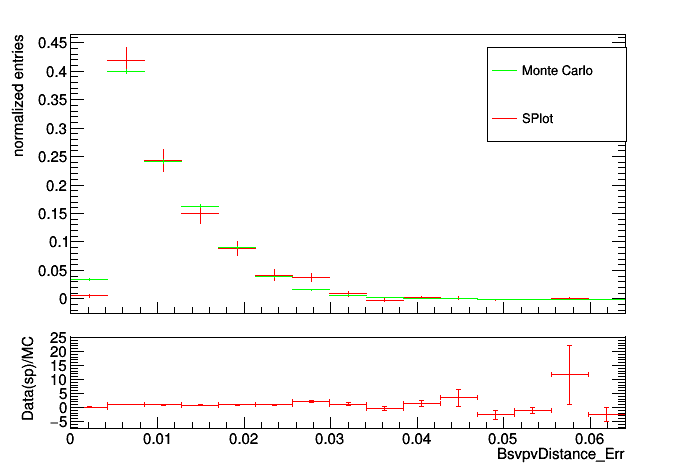 normalized entries
0.45
0.4
0.35
0.3
0.25
0.2
0.15
0.1
0.05
0
Monte Carlo
SPlot
Data(sp)/MC
25
20
15
10
5
0
−5
0 0.01 0.02 0.03 0.04 0.05 0.06
BsvpvDistance_Err